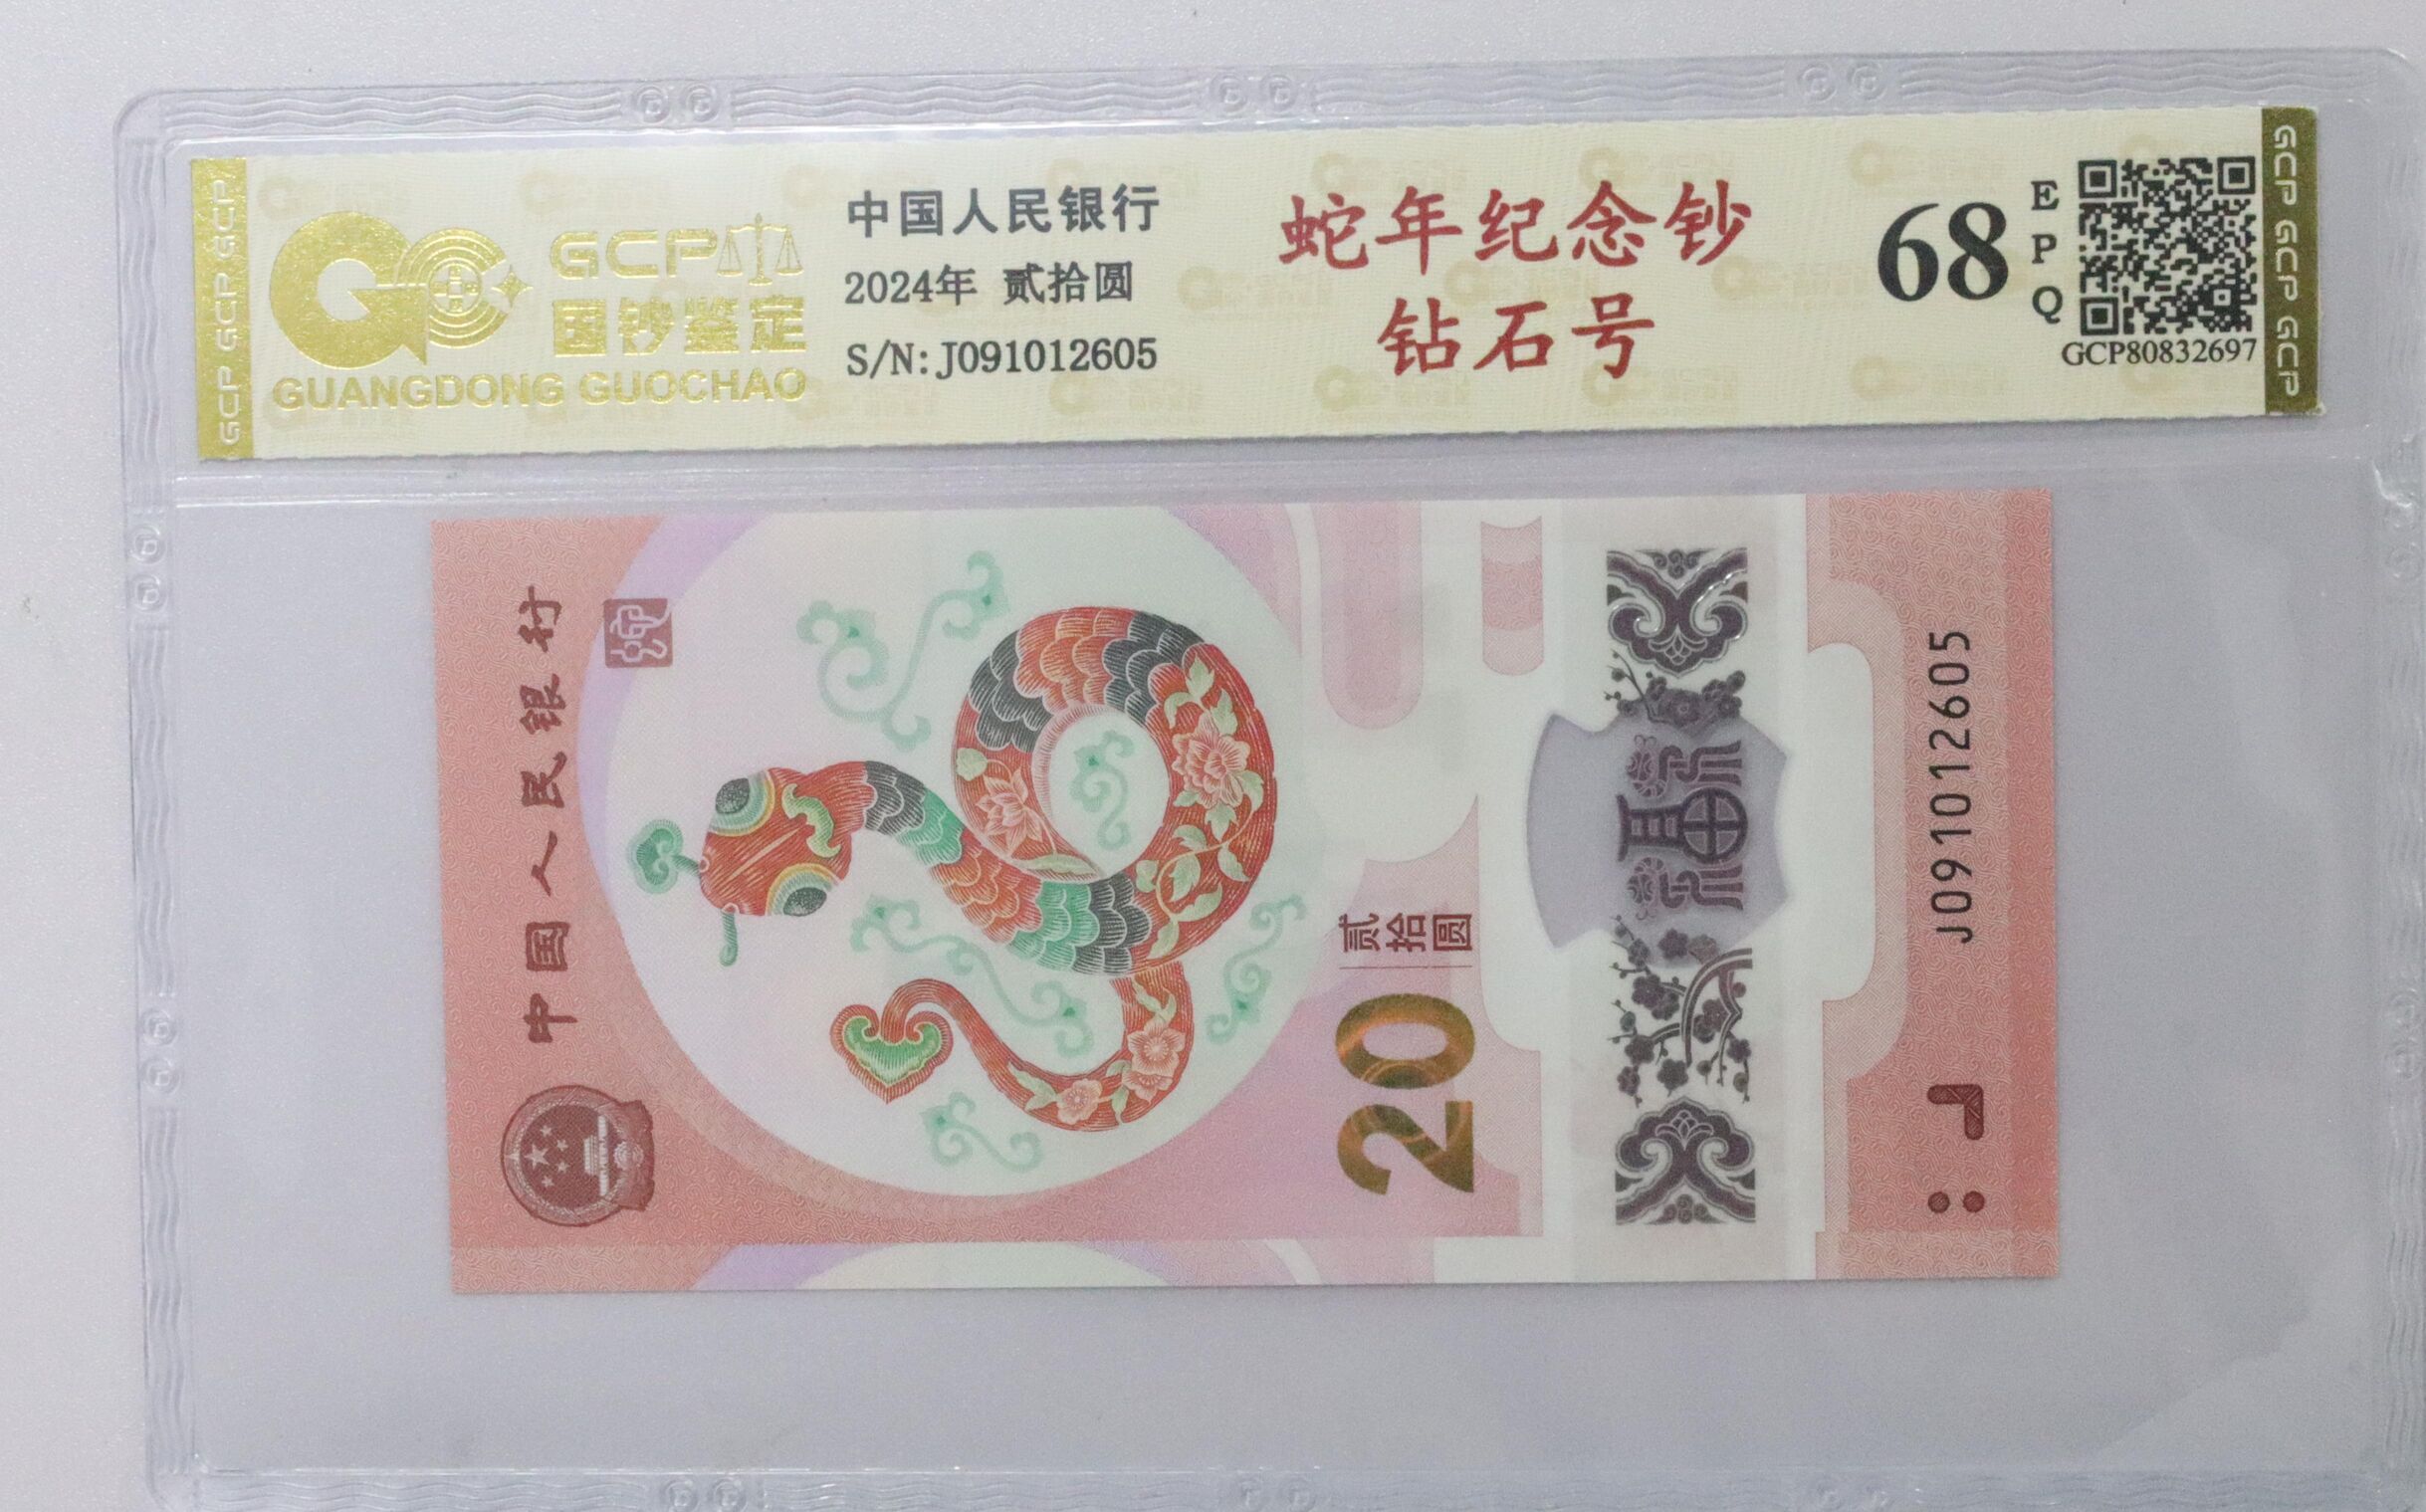 GCP GCP GCP
GCP
国钞鉴定
GUANGDONG GUOCHAO
中国人民银行
2024年 贰拾圆
S/N: J091012605
蛇年纪念钞
钻石号
68
EPQ
GCP80832697
GCP GCP GCP
中国人民银行
贰拾圆
20
福
J091012605